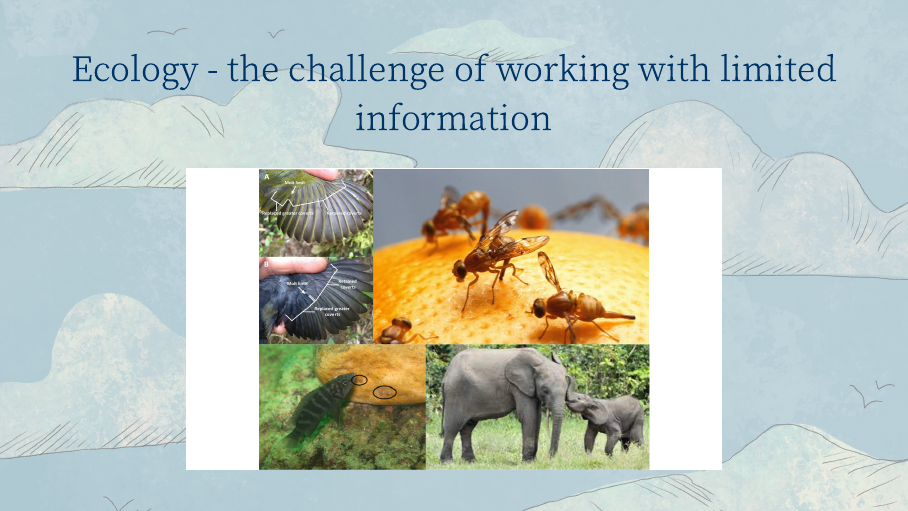 Ecology - the challenge of working with limited
information
A
Molt limit
Replaced greater coverts
Retained coverts
B
Molt limit
Retained
coverts
Replaced greater
coverts